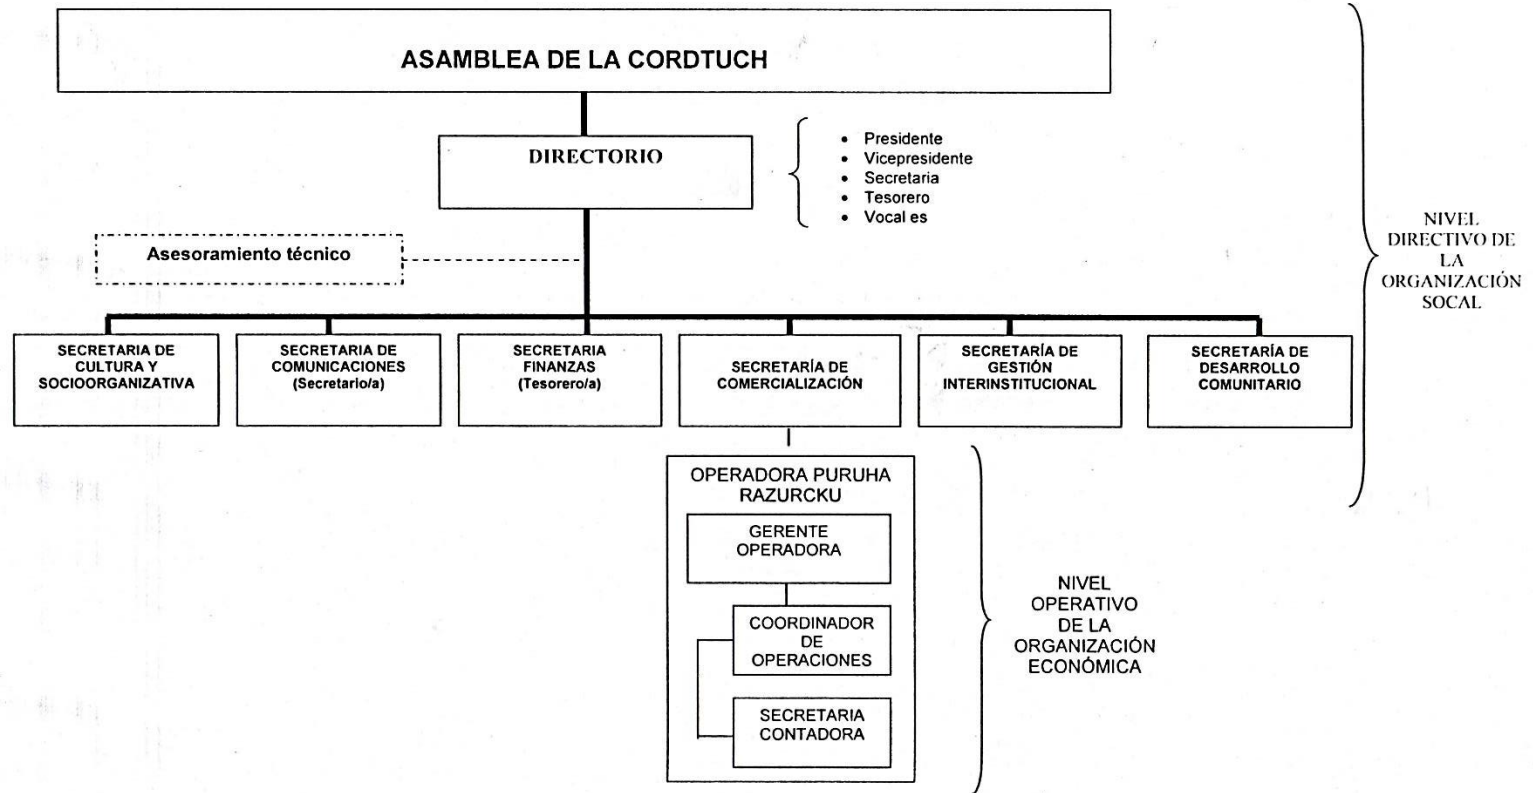 ASAMBLEA DE LA CORDTUCH
DIRECTORIO
• Presidente
• Vicepresidente
• Secretaria
• Tesorero
• Vocal es
Asesoramiento técnico
NIVEL
DIRECTIVO DE
LA
ORGANIZACIÓN
SOCAL
SECRETARIA DE
CULTURA Y
SOCIOORGANIZATIVA
SECRETARIA DE
COMUNICACIONES
(Secretario/a)
SECRETARIA
FINANZAS
(Tesorero/a)
SECRETARÍA DE
COMERCIALIZACIÓN
SECRETARÍA DE
GESTIÓN
INTERINSTITUCIONAL
SECRETARÍA DE
DESARROLLO
COMUNITARIO
OPERADORA PURUHA
RAZURCKU
GERENTE
OPERADORA
COORDINADOR
DE
OPERACIONES
SECRETARIA
CONTADORA
NIVEL
OPERATIVO
DE LA
ORGANIZACIÓN
ECONÓMICA